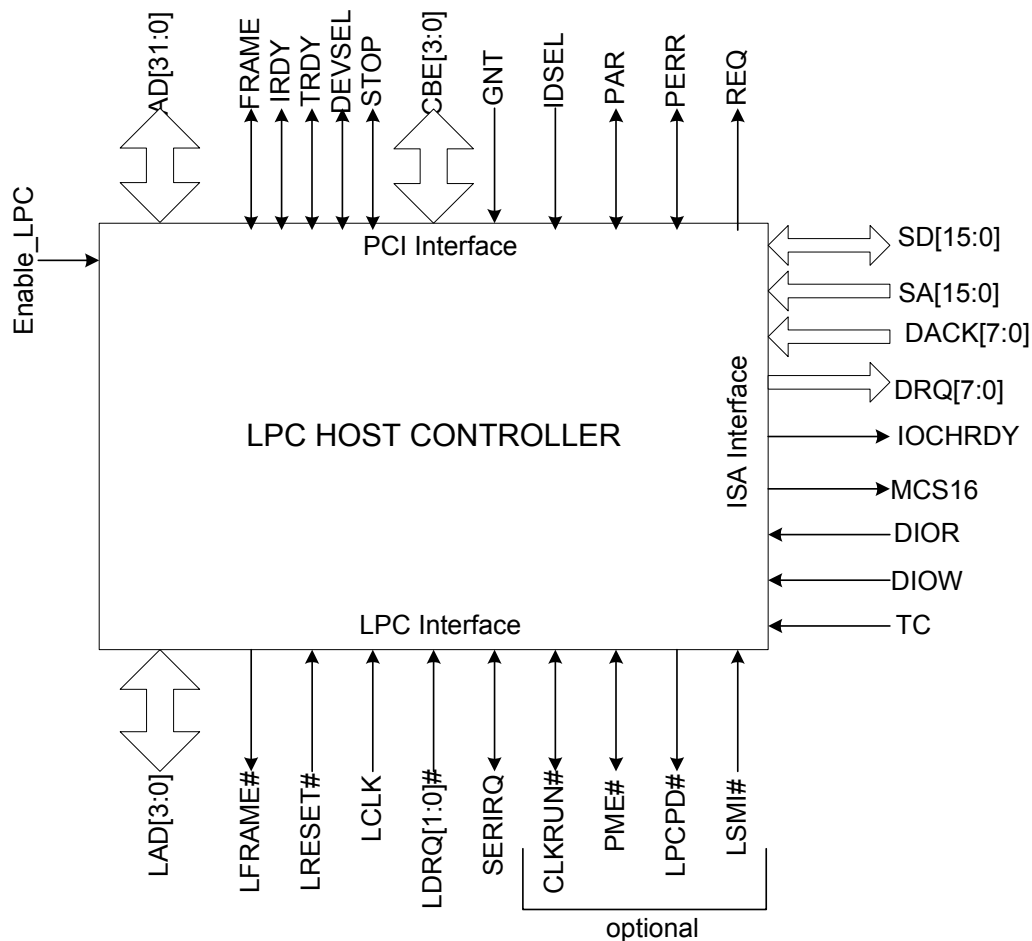 AD[31:0]
FRAME
IRDY
TRDY
DEVSEL
STOP
CBE[3:0]
GNT
IDSEL
PAR
PERR
REQ
Enable_LPC
PCI Interface
LPC HOST CONTROLLER
ISA Interface
LPC Interface
SD[15:0]
SA[15:0]
DACK[7:0]
DRQ[7:0]
IOCHRDY
MCS16
DIOR
DIOW
TC
LAD[3:0]
LFRAME#
LRESET#
LCLK
LDRQ[1:0]#
SERIRQ
CLKRUN#
PME#
LPCPD#
LSMI#
optional